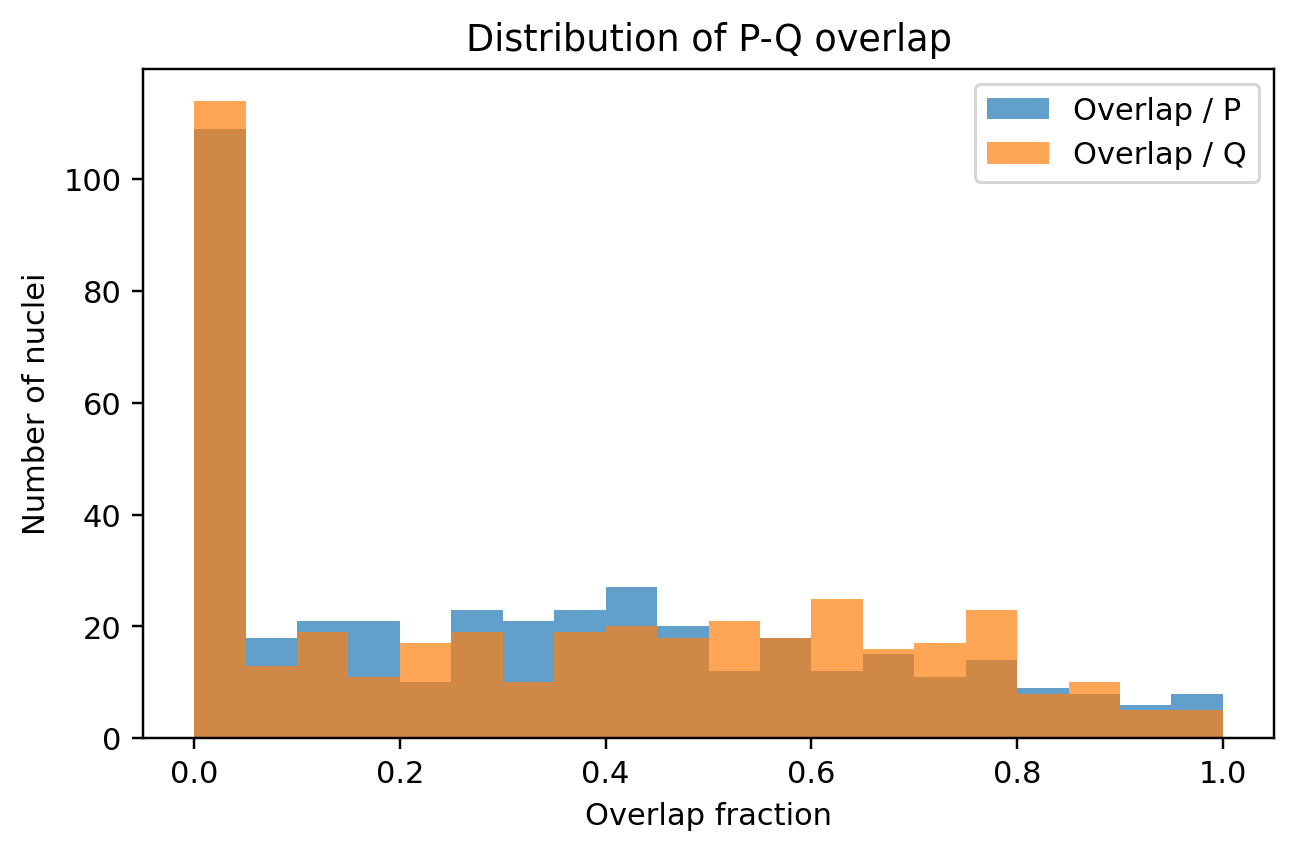 Distribution of P-Q overlap
Overlap / P
Overlap / Q
Number of nuclei
100
80
60
40
20
0
0.0 0.2 0.4 0.6 0.8 1.0
Overlap fraction